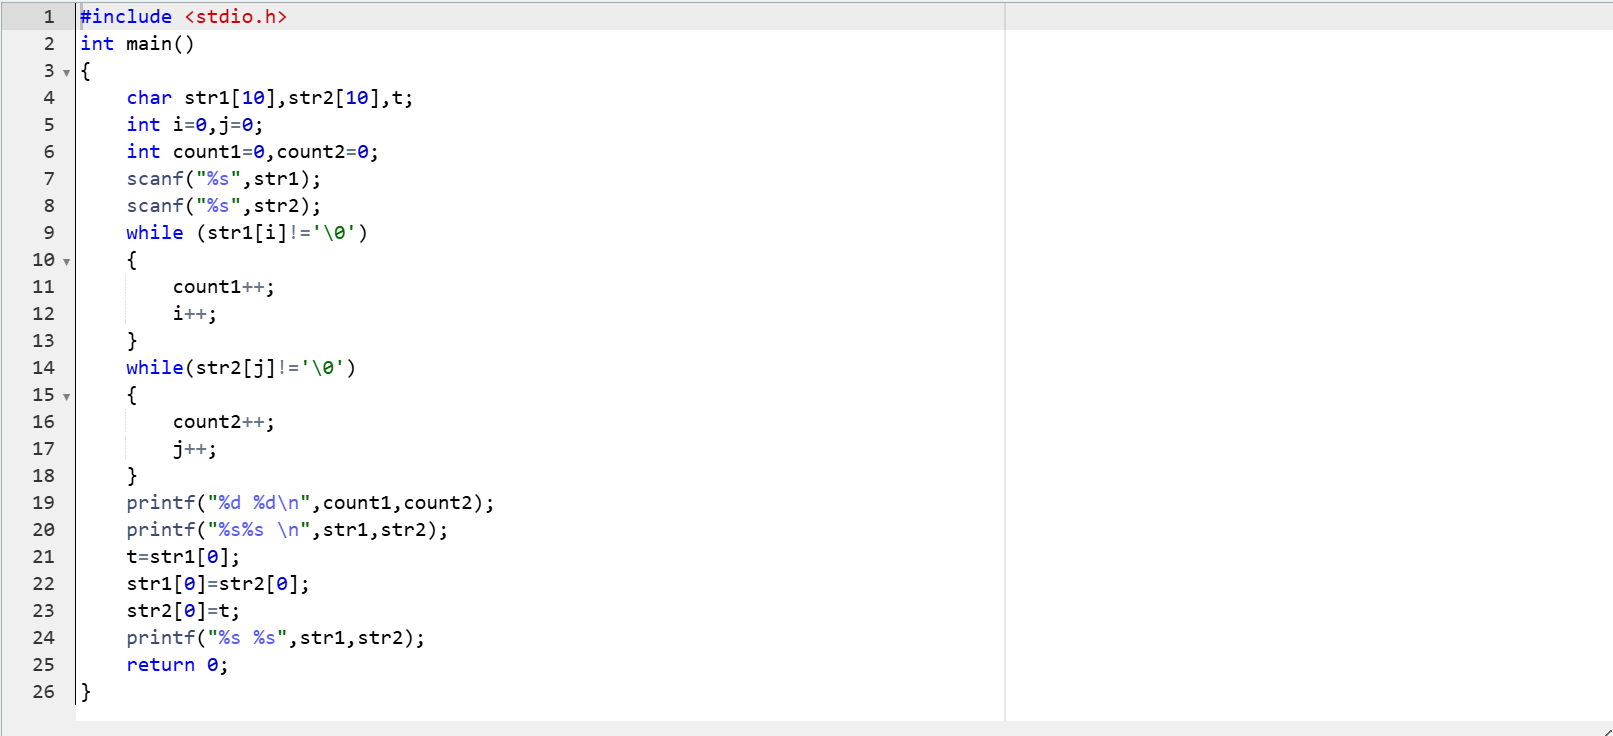 1 #include <stdio.h>
2 int main()
3 {
4     char str1[10],str2[10],t;
5     int i=0,j=0;
6     int count1=0,count2=0;
7     scanf("%s",str1);
8     scanf("%s",str2);
9     while (str1[i]!='\0')
10     {
11         count1++;
12         i++;
13     }
14     while(str2[j]!='\0')
15     {
16         count2++;
17         j++;
18     }
19     printf("%d %d\n",count1,count2);
20     printf("%s%s \n",str1,str2);
21     t=str1[0];
22     str1[0]=str2[0];
23     str2[0]=t;
24     printf("%s %s",str1,str2);
25     return 0;
26 }